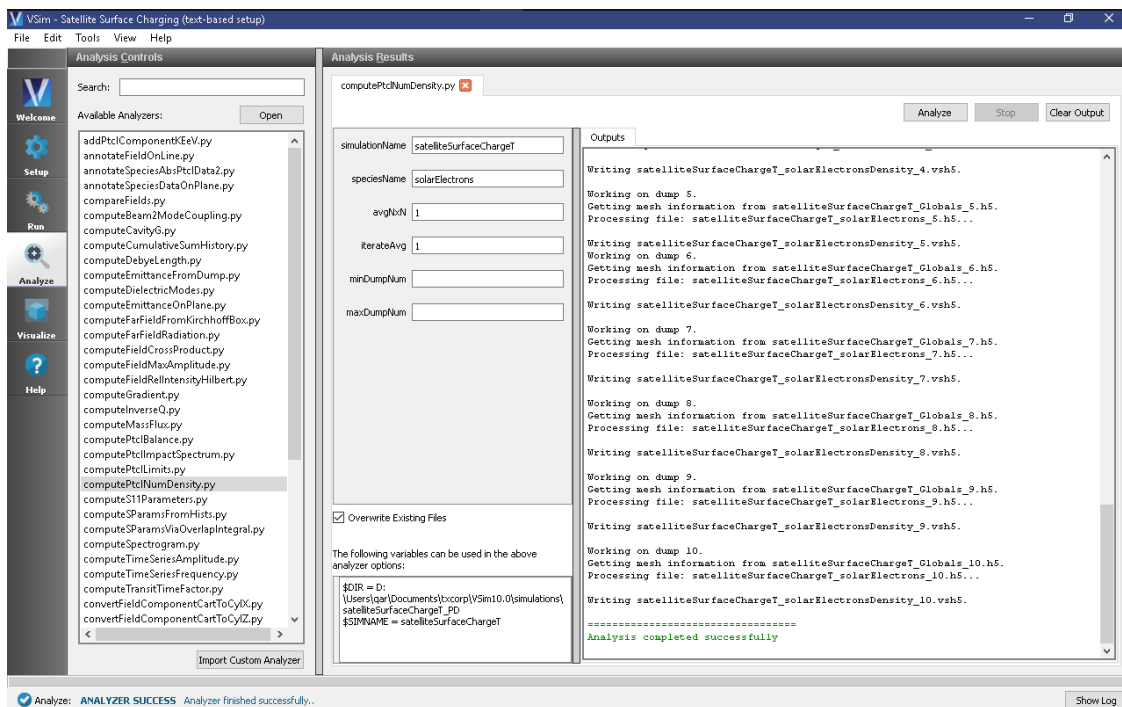 VSim - Satellite Surface Charging (text-based setup)
File Edit Tools View Help
Analysis Controls
Analysis Results
Welcome
Setup
Run
Analyze
Visualize
Help
Search:
Available Analyzers:
Open
addPtclComponentKEeV.py
annotateFieldOnLine.py
annotateSpeciesAbsPtclData2.py
annotateSpeciesDataOnPlane.py
compareFields.py
computeBeam2ModeCoupling.py
computeCavityG.py
computeCumulativeSumHistory.py
computeDebyeLength.py
computeEmittanceFromDump.py
computeDielectricModes.py
computeEmittanceOnPlane.py
computeFarFieldFromKirchhoffBox.py
computeFarFieldRadiation.py
computeFieldCrossProduct.py
computeFieldMaxAmplitude.py
computeFieldRelIntensityHilbert.py
computeGradient.py
computeInverseQ.py
computeMassFlux.py
computePtclBalance.py
computePtclImpactSpectrum.py
computePtclLimits.py
computePtclNumDensity.py
computeS11Parameters.py
computeSParamsFromHists.py
computeSParamsViaOverlapIntegral.py
computeSpectrogram.py
computeTimeSeriesAmplitude.py
computeTimeSeriesFrequency.py
computeTransitTimeFactor.py
convertFieldComponentCartToCylX.py
convertFieldComponentCartToCylZ.py
Import Custom Analyzer
computePtclNumDensity.py
Analyze Stop Clear Output
simulationName satelliteSurfaceChargeT
speciesName solarElectrons
avgNxN 1
iterateAvg 1
minDumpNum
maxDumpNum
Overwrite Existing Files
The following variables can be used in the above
analyzer options:
$DIR = D:
\Users\qar\Documents\txcorp\VSim10.0\simulations\
satelliteSurfaceChargeT_PD
$SIMNAME = satelliteSurfaceChargeT
Outputs
Writing satelliteSurfaceChargeT_solarElectronsDensity_4.vsh5.
Working on dump 5.
Getting mesh information from satelliteSurfaceChargeT_Globals_5.h5.
Processing file: satelliteSurfaceChargeT_solarElectrons_5.h5...
Writing satelliteSurfaceChargeT_solarElectronsDensity_5.vsh5.
Working on dump 6.
Getting mesh information from satelliteSurfaceChargeT_Globals_6.h5.
Processing file: satelliteSurfaceChargeT_solarElectrons_6.h5...
Writing satelliteSurfaceChargeT_solarElectronsDensity_6.vsh5.
Working on dump 7.
Getting mesh information from satelliteSurfaceChargeT_Globals_7.h5.
Processing file: satelliteSurfaceChargeT_solarElectrons_7.h5...
Writing satelliteSurfaceChargeT_solarElectronsDensity_7.vsh5.
Working on dump 8.
Getting mesh information from satelliteSurfaceChargeT_Globals_8.h5.
Processing file: satelliteSurfaceChargeT_solarElectrons_8.h5...
Writing satelliteSurfaceChargeT_solarElectronsDensity_8.vsh5.
Working on dump 9.
Getting mesh information from satelliteSurfaceChargeT_Globals_9.h5.
Processing file: satelliteSurfaceChargeT_solarElectrons_9.h5...
Writing satelliteSurfaceChargeT_solarElectronsDensity_9.vsh5.
Working on dump 10.
Getting mesh information from satelliteSurfaceChargeT_Globals_10.h5.
Processing file: satelliteSurfaceChargeT_solarElectrons_10.h5...
Writing satelliteSurfaceChargeT_solarElectronsDensity_10.vsh5.
==================================
Analysis completed successfully
Analyze: ANALYZER SUCCESS Analyzer finished successfully..
Show Log